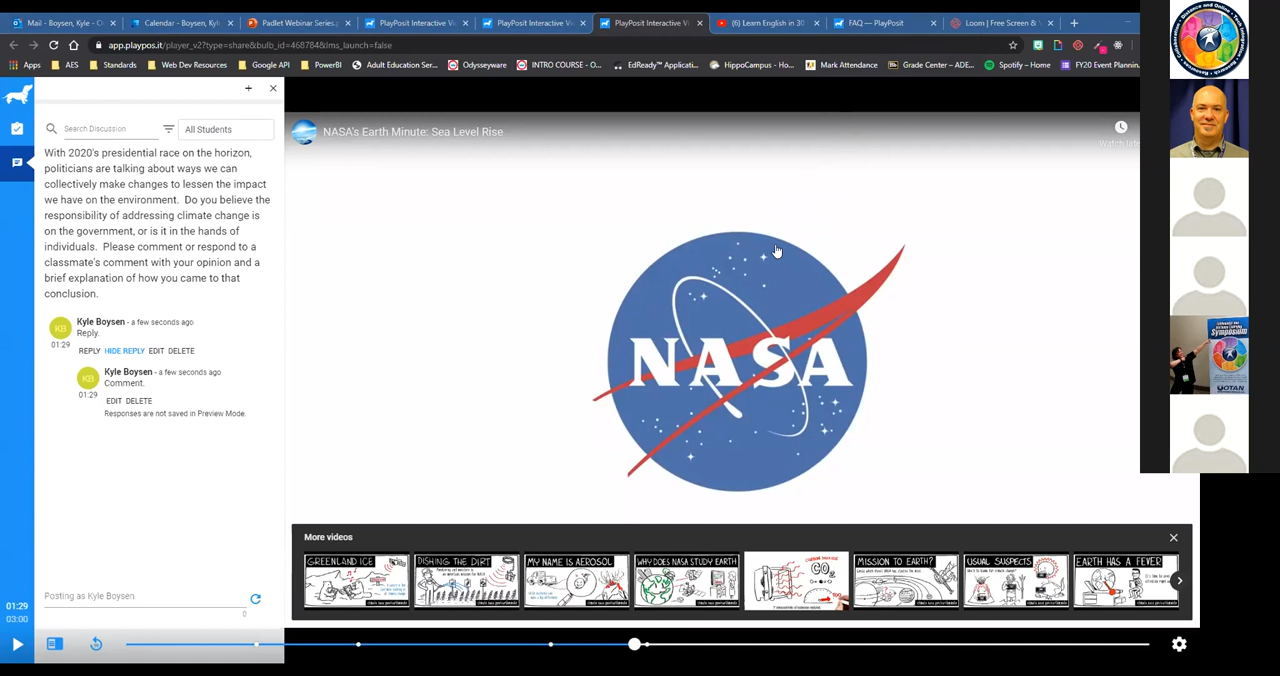 Mail - Boysen, Kyle - O
Calendar - Boysen, Kyl
Padlet Webinar Series.p
PlayPosit Interactive Vi
PlayPosit Interactive Vi
PlayPosit Interactive Vi
(6) Learn English in 30
FAQ — PlayPosit
Loom | Free Screen &
app.playpos.it/player_v2?type=share&bulb_id=468784&lms_launch=false
Apps
AES
Standards
Web Dev Resources
Google API
PowerBI
Adult Education Ser...
Odysseyware
INTRO COURSE - O...
EdReady™ Applicati...
HippoCampus - Ho...
Mark Attendance
Grade Center – ADE...
Spotify – Home
FY20 Event Plannin
Search Discussion
All Students
With 2020's presidential race on the horizon,
politicians are talking about ways we can
collectively make changes to lessen the impact
we have on the environment. Do you believe the
responsibility of addressing climate change is
on the government, or is it in the hands of
individuals. Please comment or respond to a
classmate's comment with your opinion and a
brief explanation of how you came to that
conclusion.
KB
Kyle Boysen - a few seconds ago
01:29
Reply.
REPLY HIDE REPLY EDIT DELETE
KB
Kyle Boysen - a few seconds ago
01:29
Comment.
EDIT DELETE
Responses are not saved in Preview Mode.
Posting as Kyle Boysen
0
01:29
03:00
NASA's Earth Minute: Sea Level Rise
Watch late
NASA
More videos
GREENLAND ICE
DISHING THE DIRT
MY NAME IS AEROSOL
WHY DOES NASA STUDY EARTH
CO2
MISSION TO EARTH?
USUAL SUSPECTS
EARTH HAS A FEVER
Symposium
OTAN